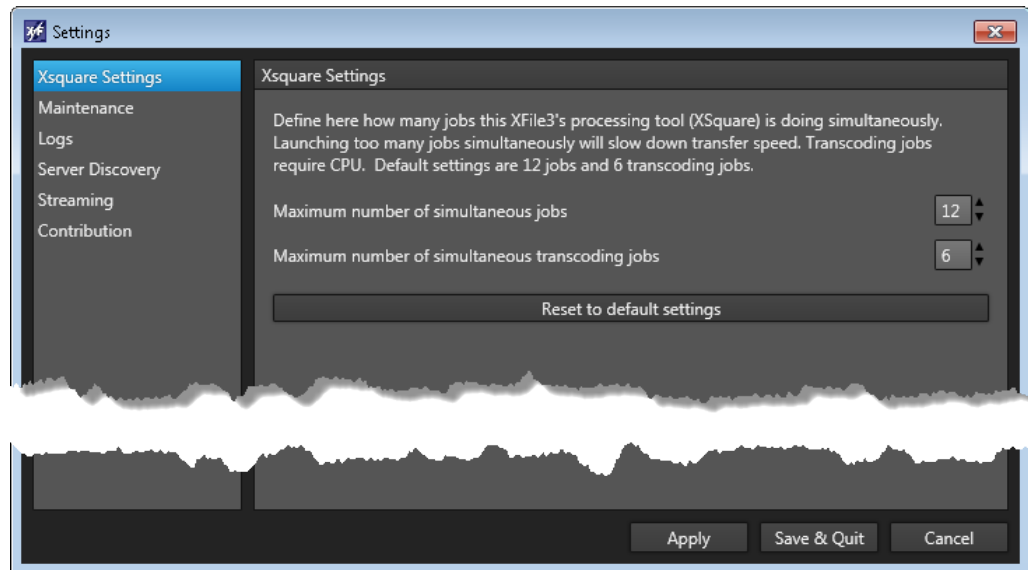 Settings
Xsquare Settings
Maintenance
Logs
Server Discovery
Streaming
Contribution
Xsquare Settings
Define here how many jobs this XFile3's processing tool (XSquare) is doing simultaneously.
Launching too many jobs simultaneously will slow down transfer speed. Transcoding jobs
require CPU. Default settings are 12 jobs and 6 transcoding jobs.
Maximum number of simultaneous jobs 12
Maximum number of simultaneous transcoding jobs 6
Reset to default settings
Apply Save & Quit Cancel